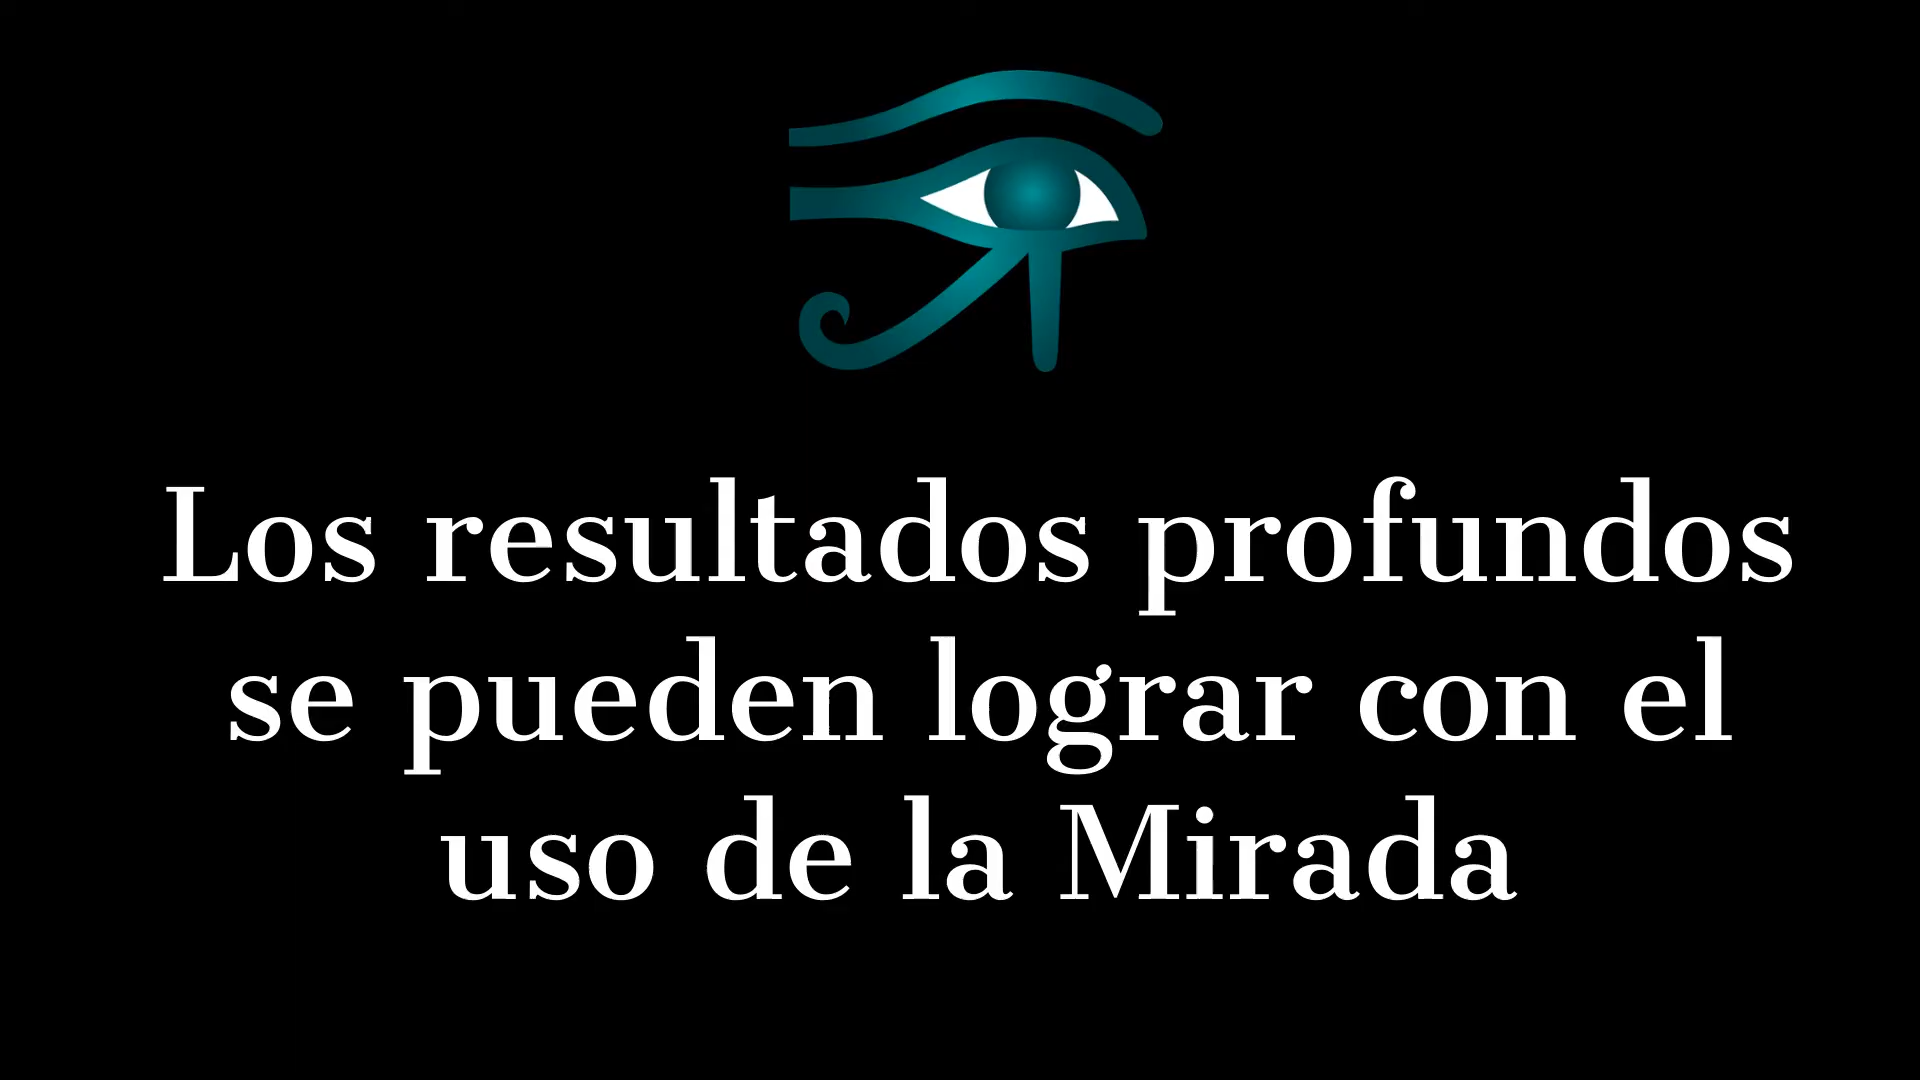 Los resultados profundos
se pueden lograr con el
uso de la Mirada